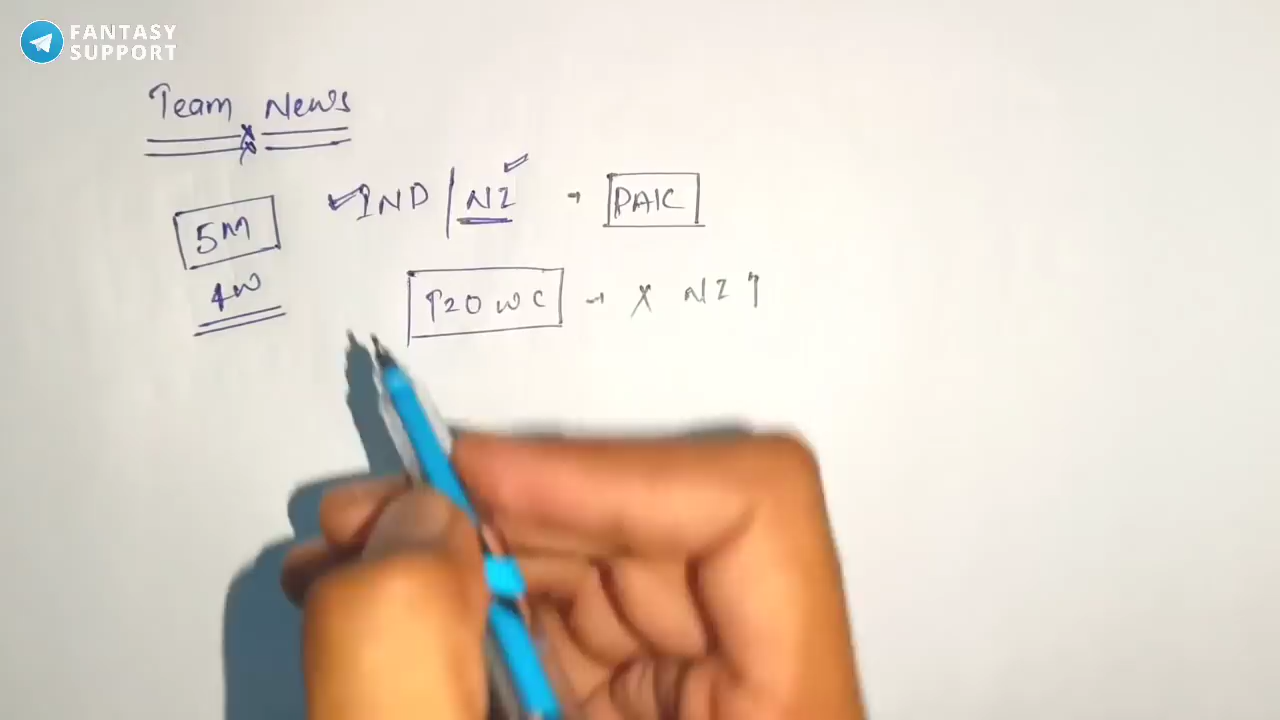 FANTASY
SUPPORT
Team News
IND / NZ → PAK
5M
4W
T20 WC → X NZ ↑